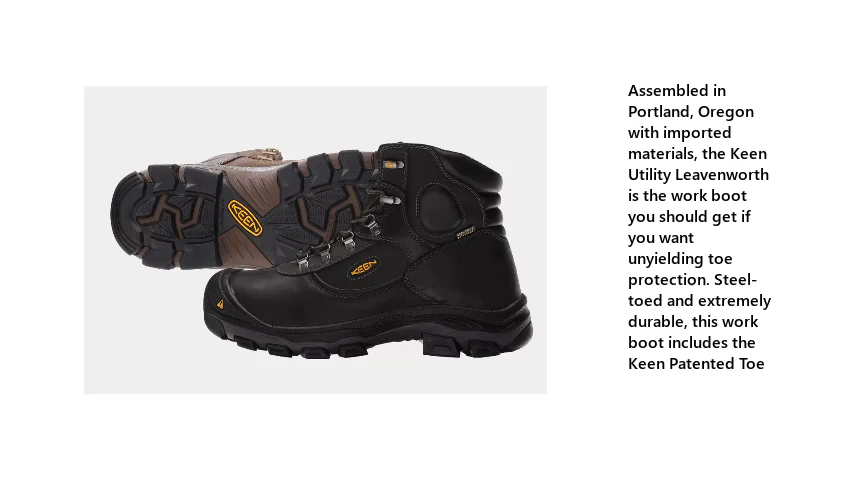 KEEN
KEEN
Assembled in
Portland, Oregon
with imported
materials, the Keen
Utility Leavenworth
is the work boot
you should get if
you want
unyielding toe
protection. Steel-
toed and extremely
durable, this work
boot includes the
Keen Patented Toe